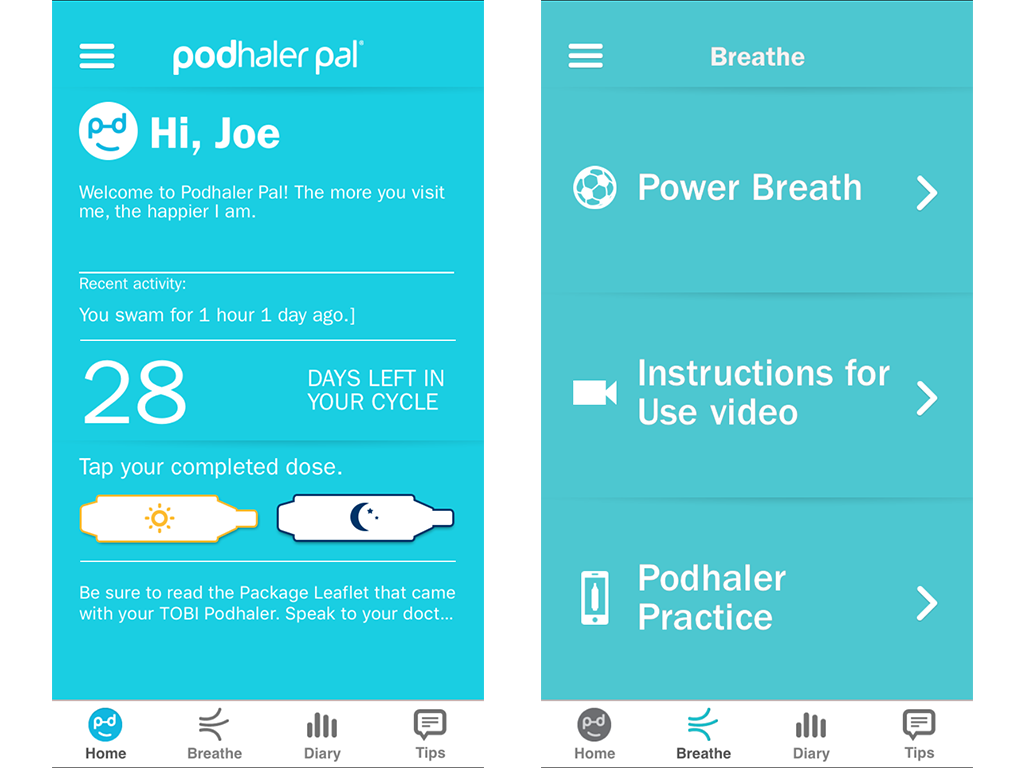 podhaler pal®
p-d
Hi, Joe
Welcome to Podhaler Pal! The more you visit
me, the happier I am.
Recent activity:
You swam for 1 hour 1 day ago.]
28
DAYS LEFT IN
YOUR CYCLE
Tap your completed dose.
Be sure to read the Package Leaflet that came
with your TOBI Podhaler. Speak to your doct...
p-d
Home
Breathe
Diary
Tips
Breathe
Power Breath
Instructions for
Use video
Podhaler
Practice
p-d
Home
Breathe
Diary
Tips